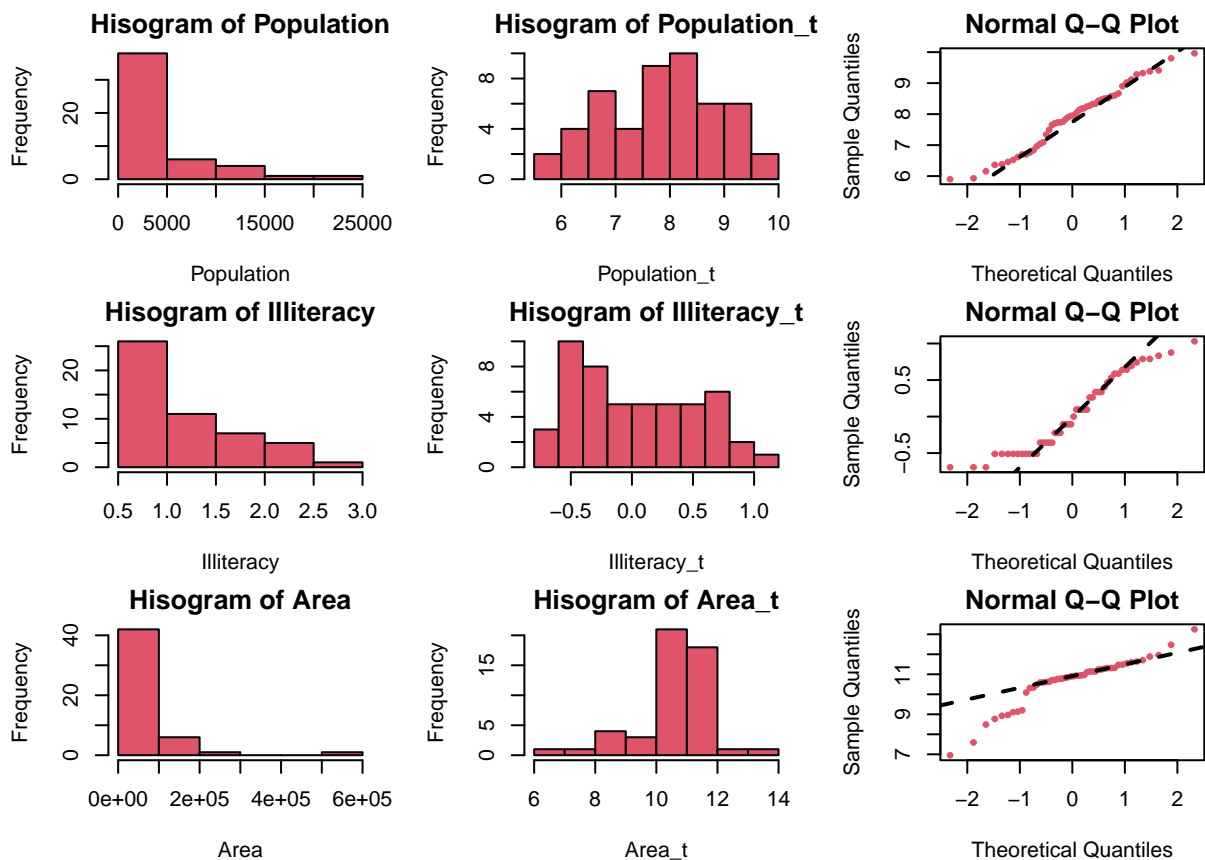 Hisogram of Population
Frequency
0
20
0
5000
15000
25000
Population
Hisogram of Population_t
Frequency
0
4
8
6
7
8
9
10
Population_t
Normal Q−Q Plot
Sample Quantiles
6
7
8
9
−2
−1
0
1
2
Theoretical Quantiles
Hisogram of Illiteracy
Frequency
0
10
20
0.5
1.0
1.5
2.0
2.5
3.0
Illiteracy
Hisogram of Illiteracy_t
Frequency
0
4
8
−0.5
0.0
0.5
1.0
Illiteracy_t
Normal Q−Q Plot
Sample Quantiles
−0.5
0.5
−2
−1
0
1
2
Theoretical Quantiles
Hisogram of Area
Frequency
0
20
40
0e+00
2e+05
4e+05
6e+05
Area
Hisogram of Area_t
Frequency
0
5
15
6
8
10
12
14
Area_t
Normal Q−Q Plot
Sample Quantiles
7
9
11
−2
−1
0
1
2
Theoretical Quantiles